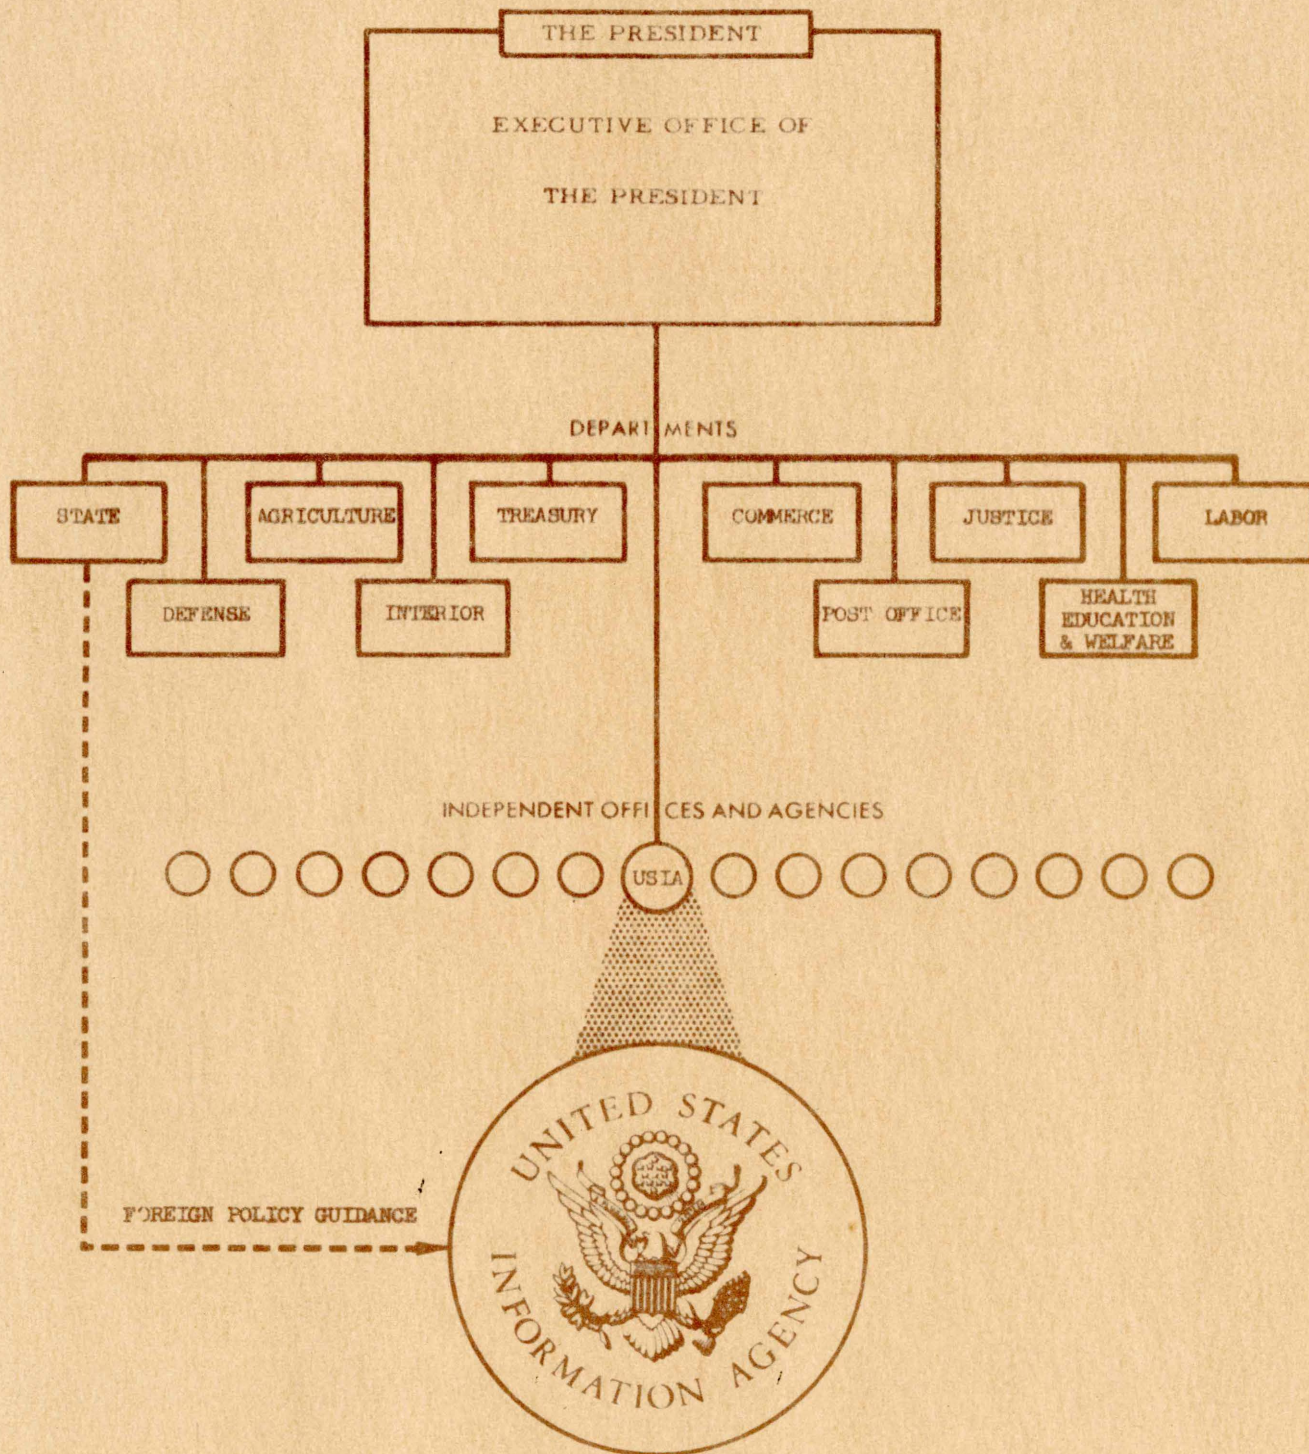 THE PRESIDENT
EXECUTIVE OFFICE OF
THE PRESIDENT
DEPARTMENTS
STATE
AGRICULTURE
TREASURY
COMMERCE
JUSTICE
LABOR
DEFENSE
INTERIOR
POST OFFICE
HEALTH
EDUCATION
& WELFARE
INDEPENDENT OFFICES AND AGENCIES
USIA
UNITED STATES
INFORMATION AGENCY
FOREIGN POLICY GUIDANCE